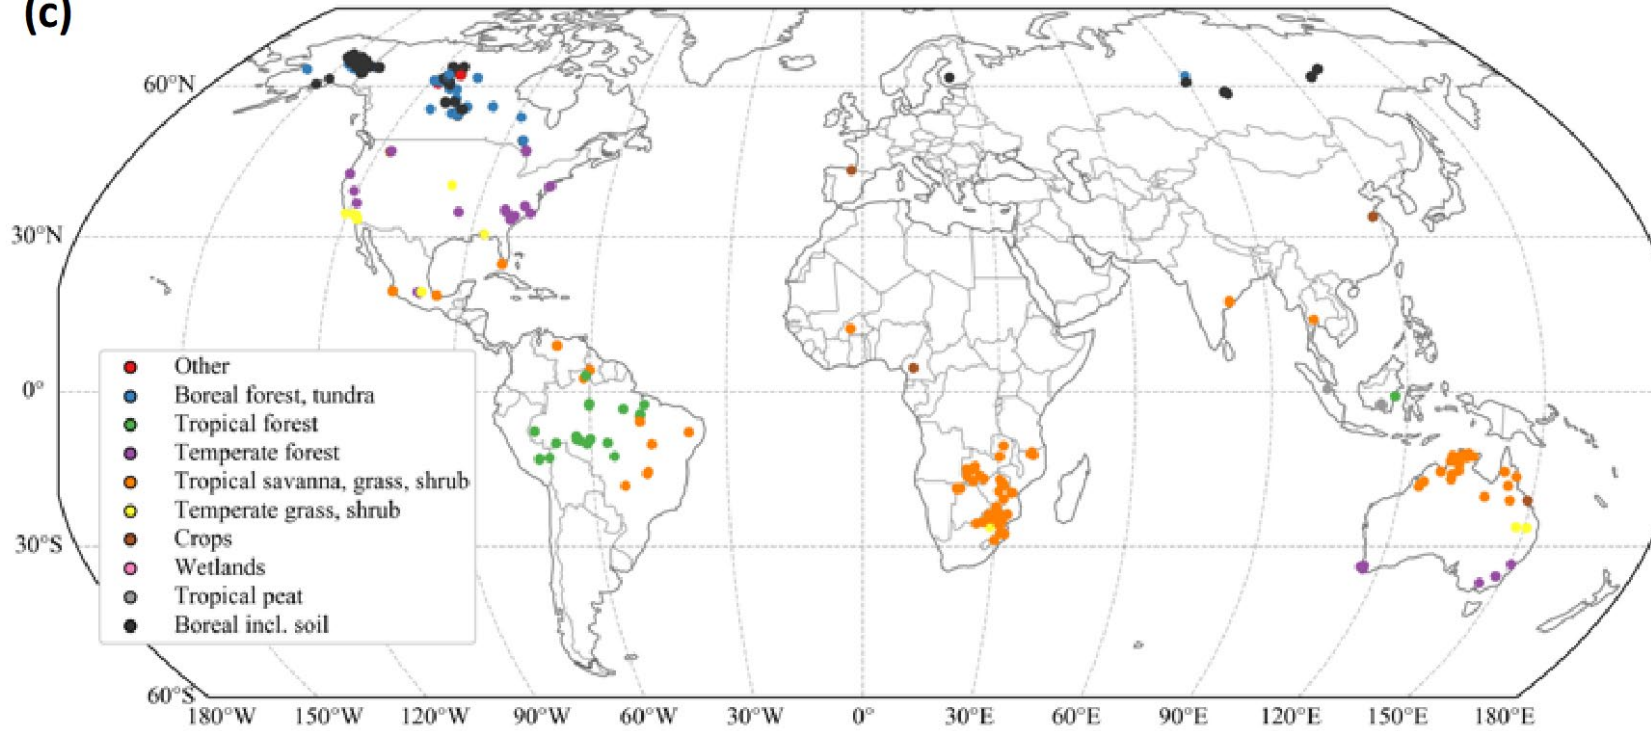 (c)
60°N
30°N
0°
30°S
60°S
Other
Boreal forest, tundra
Tropical forest
Temperate forest
Tropical savanna, grass, shrub
Temperate grass, shrub
Crops
Wetlands
Tropical peat
Boreal incl. soil
180°W 150°W 120°W 90°W 60°W 30°W 0° 30°E 60°E 90°E 120°E 150°E 180°E